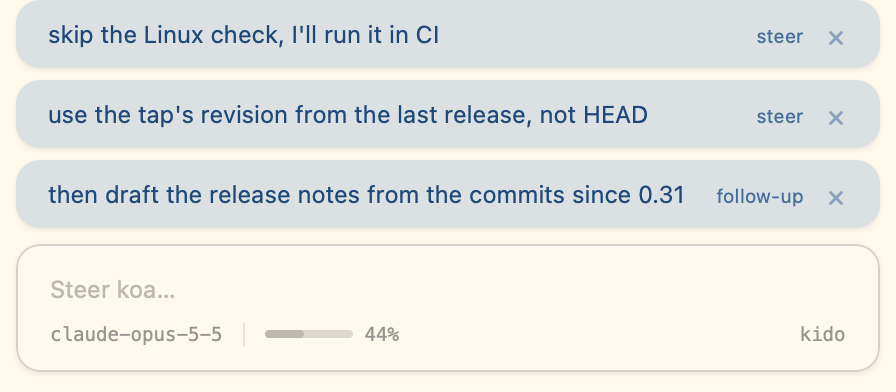 skip the Linux check, I'll run it in CI steer ×
use the tap's revision from the last release, not HEAD steer ×
then draft the release notes from the commits since 0.31 follow-up ×
Steer koa...
claude-opus-5-5 44% kido